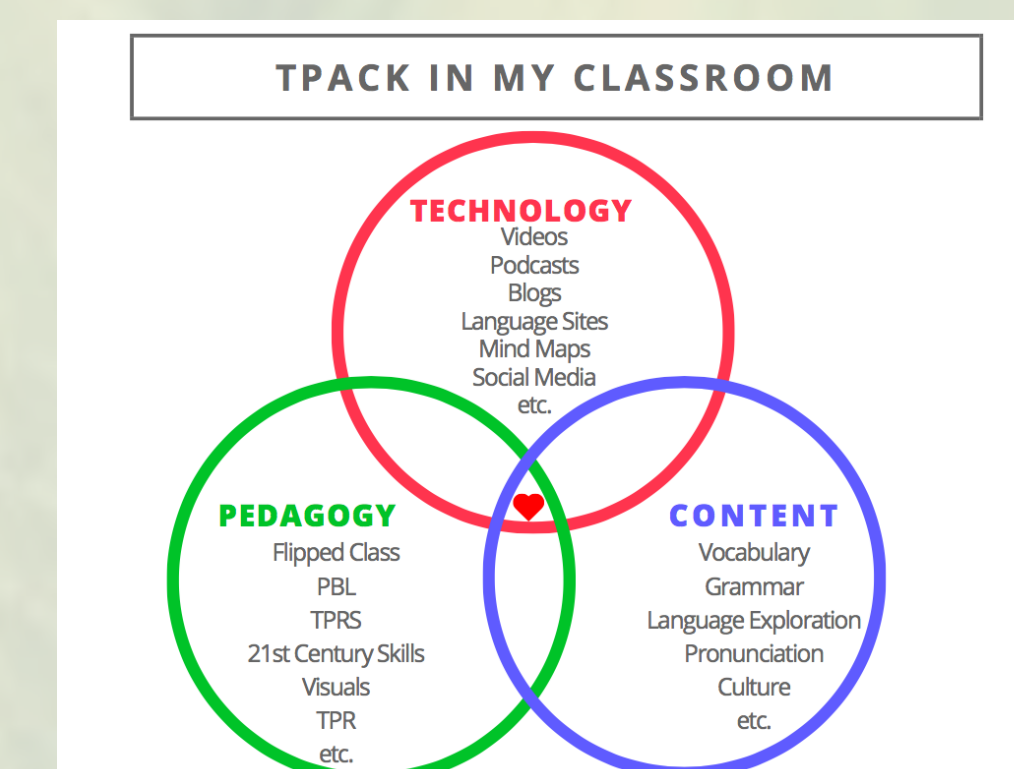 TPACK IN MY CLASSROOM
TECHNOLOGY
Videos
Podcasts
Blogs
Language Sites
Mind Maps
Social Media
etc.
PEDAGOGY
Flipped Class
PBL
TPRS
21st Century Skills
Visuals
TPR
etc.
CONTENT
Vocabulary
Grammar
Language Exploration
Pronunciation
Culture
etc.